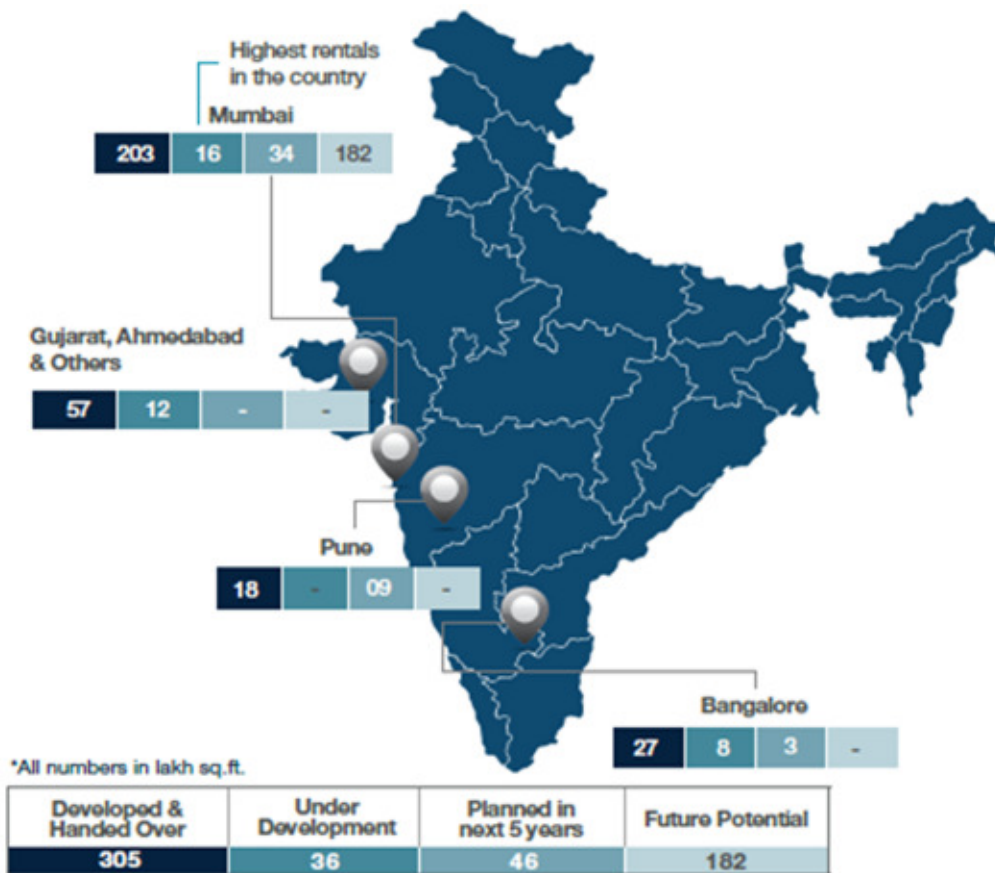 Highest rentals
in the country
Mumbai
203 16 34 182
Gujarat, Ahmedabad
& Others
57 12 - -
Pune
18 - 09 -
Bangalore
27 8 3 -
*All numbers in lakh sq.ft.
Developed & Handed Over Under Development Planned in next 5 years Future Potential
305 36 46 182